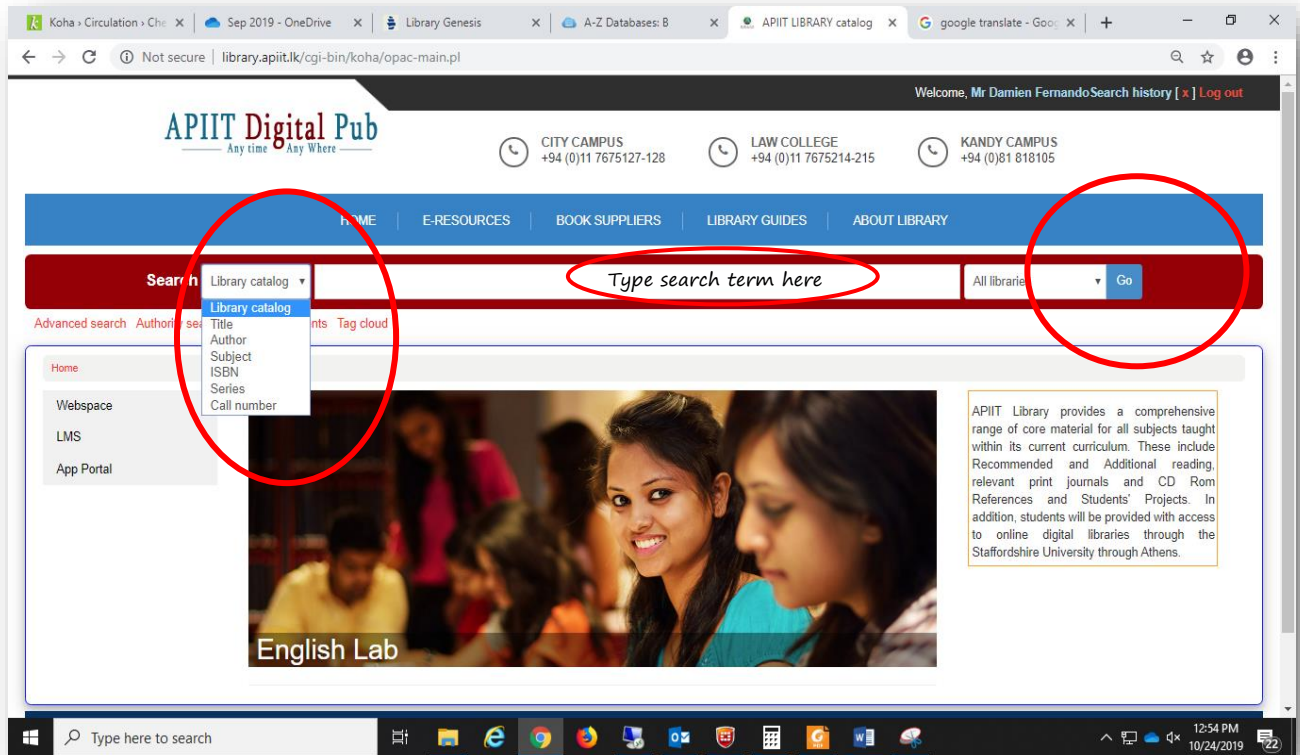 Koha › Circulation › Che
Sep 2019 - OneDrive
Library Genesis
A-Z Databases: B
APIIT LIBRARY catalog
google translate - Goog
Not secure | library.apiit.lk/cgi-bin/koha/opac-main.pl
Welcome, Mr Damien FernandoSearch history [ x ] Log out
APIIT Digital Pub
Any time Any Where
CITY CAMPUS
+94 (0)11 7675127-128
LAW COLLEGE
+94 (0)11 7675214-215
KANDY CAMPUS
+94 (0)81 818105
HOME
E-RESOURCES
BOOK SUPPLIERS
LIBRARY GUIDES
ABOUT LIBRARY
Search
Library catalog
Type search term here
All libraries
Go
Library catalog
Title
Author
Subject
ISBN
Series
Call number
Advanced search Authority sea nts Tag cloud
Home
Webspace
LMS
App Portal
English Lab
APIIT Library provides a comprehensive
range of core material for all subjects taught
within its current curriculum. These include
Recommended and Additional reading,
relevant print journals and CD Rom
References and Students' Projects. In
addition, students will be provided with access
to online digital libraries through the
Staffordshire University through Athens.
Type here to search
12:54 PM
10/24/2019
22